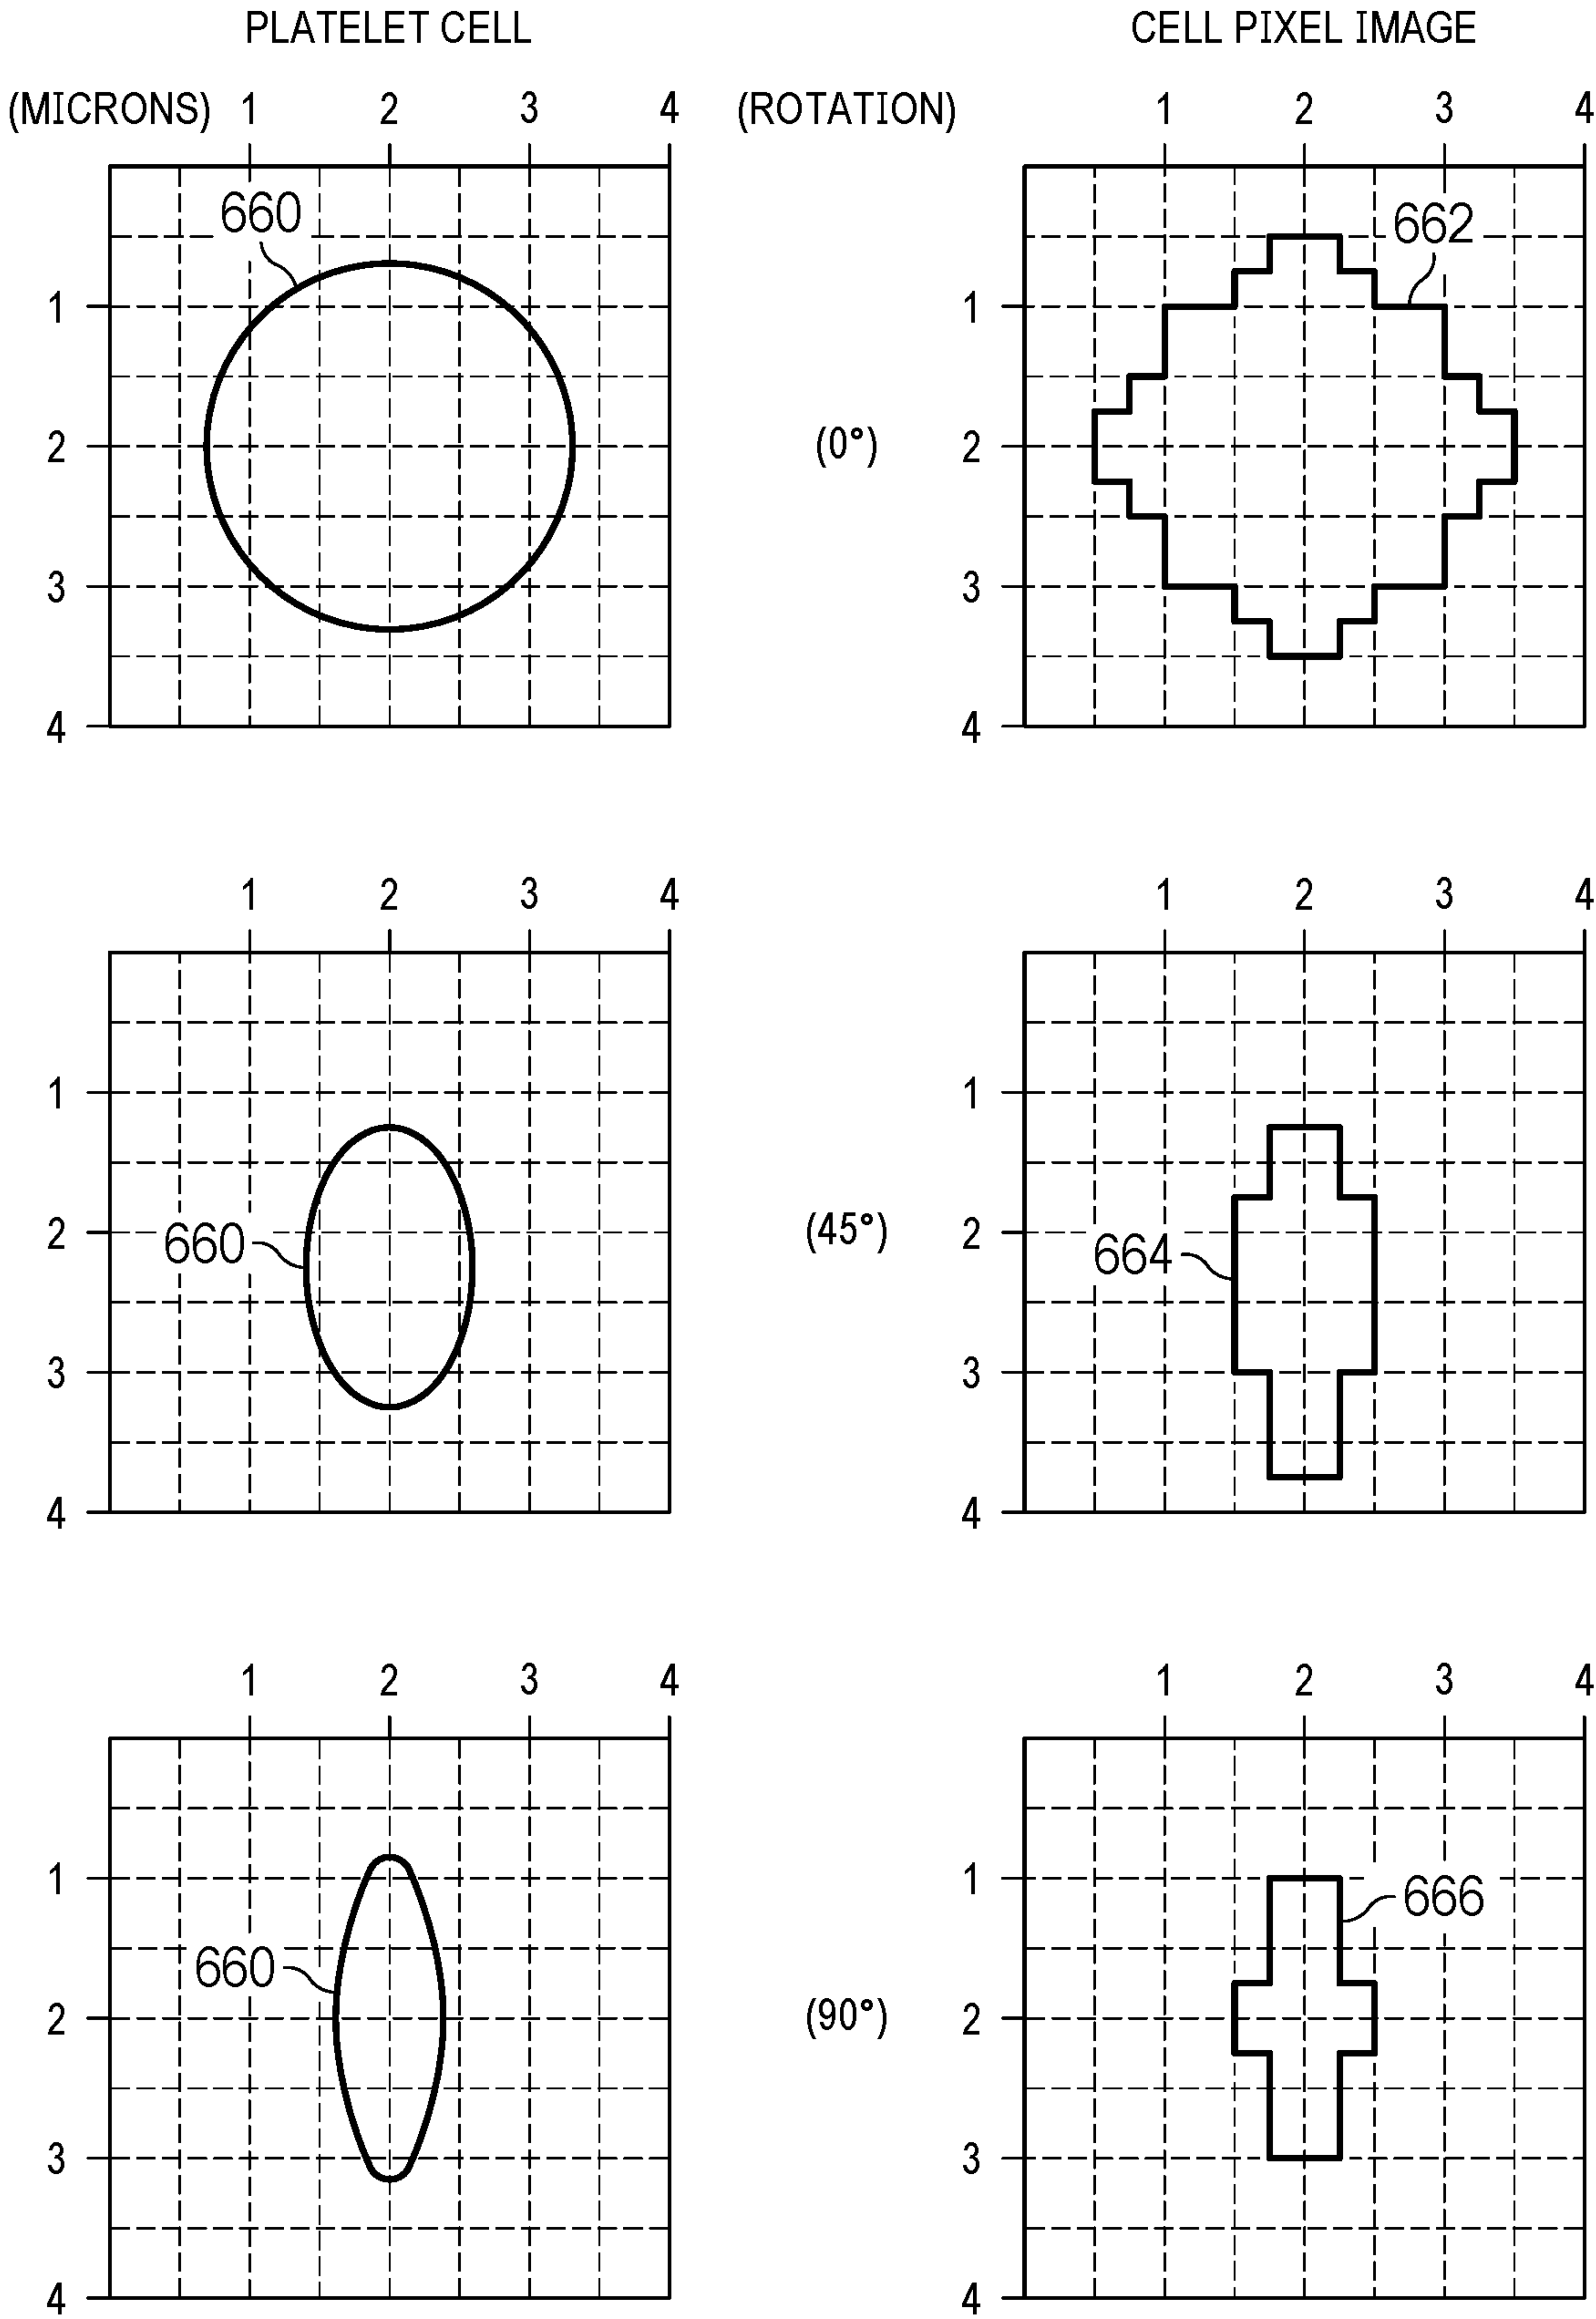 PLATELET CELL CELL PIXEL IMAGE
(MICRONS) 1 2 3 4 (ROTATION) 1 2 3 4
660 662
1 1
2 (0°) 2
3 3
4 4
1 2 3 4 1 2 3 4
1 1
2 660 (45°) 2 664
3 3
4 4
1 2 3 4 1 2 3 4
1 1 666
660
2 (90°) 2
3 3
4 4